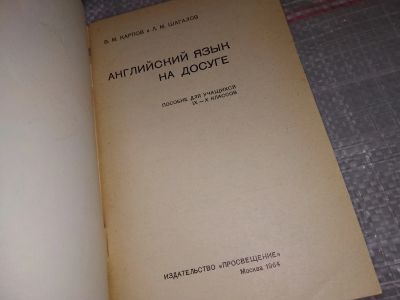 В. М. КАРПОВ и Л. М. ШАГАЛОВ
АНГЛИЙСКИЙ ЯЗЫК
НА ДОСУГЕ
ПОСОБИЕ ДЛЯ УЧАЩИХСЯ
IX—X КЛАССОВ
ИЗДАТЕЛЬСТВО «ПРОСВЕЩЕНИЕ»
Москва 1964